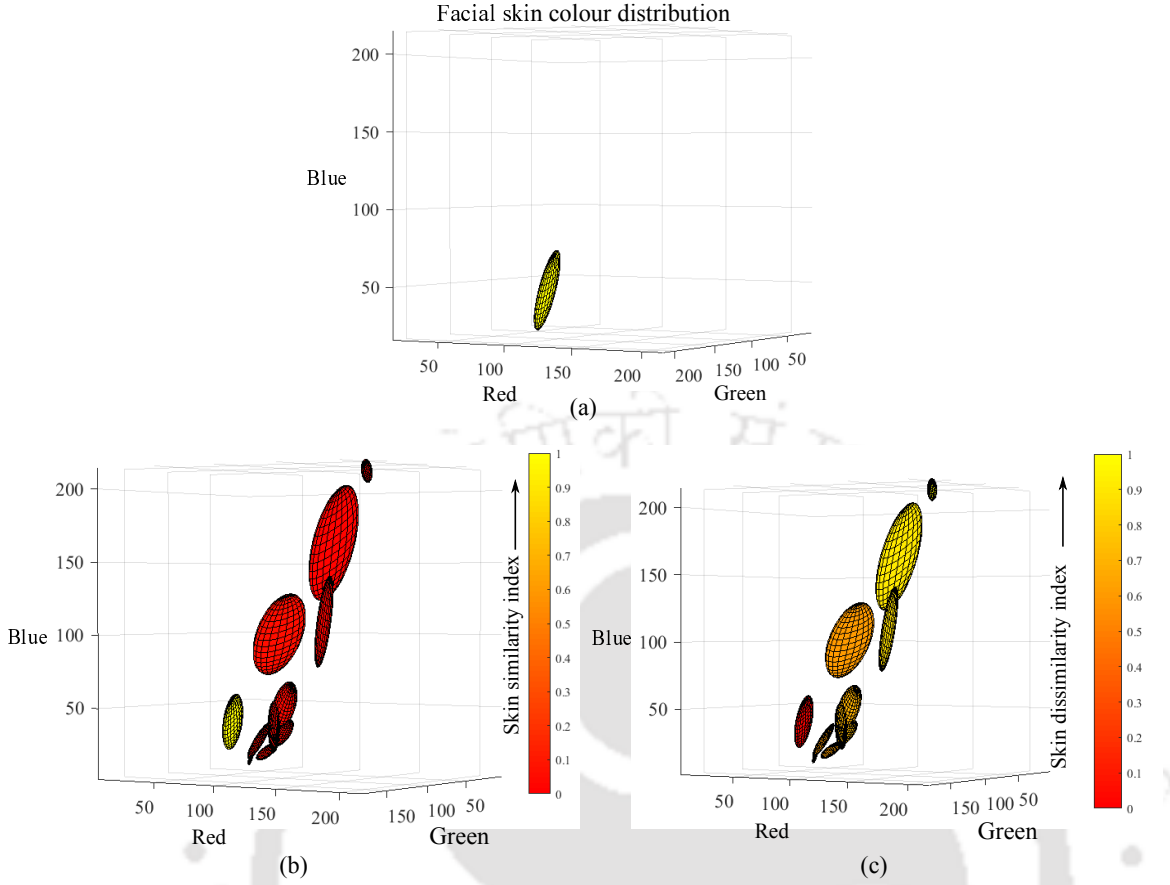 Facial skin colour distribution
200
150
Blue
100
50
50 100 150 200 200 150 100 50
Red Green
(a)
200
150
Blue
100
50
50 100 150 200 150 100 50
Red Green
1
0.9
0.8
0.7
0.6
0.5
0.4
0.3
0.2
0.1
0
Skin similarity index
(b)
200
150
Blue
100
50
50 100 150 200 150 100 50
Red Green
1
0.9
0.8
0.7
0.6
0.5
0.4
0.3
0.2
0.1
0
Skin dissimilarity index
(c)